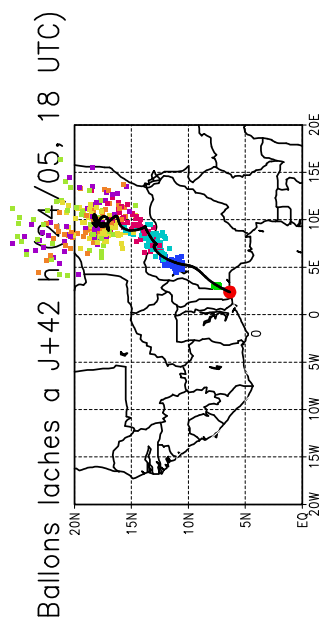 Ballons laches a J+42 h (24/05, 18 UTC)
20N
15N
10N
5N
0
EQ
20W 15W 10W 5W 0 5E 10E 15E 20E